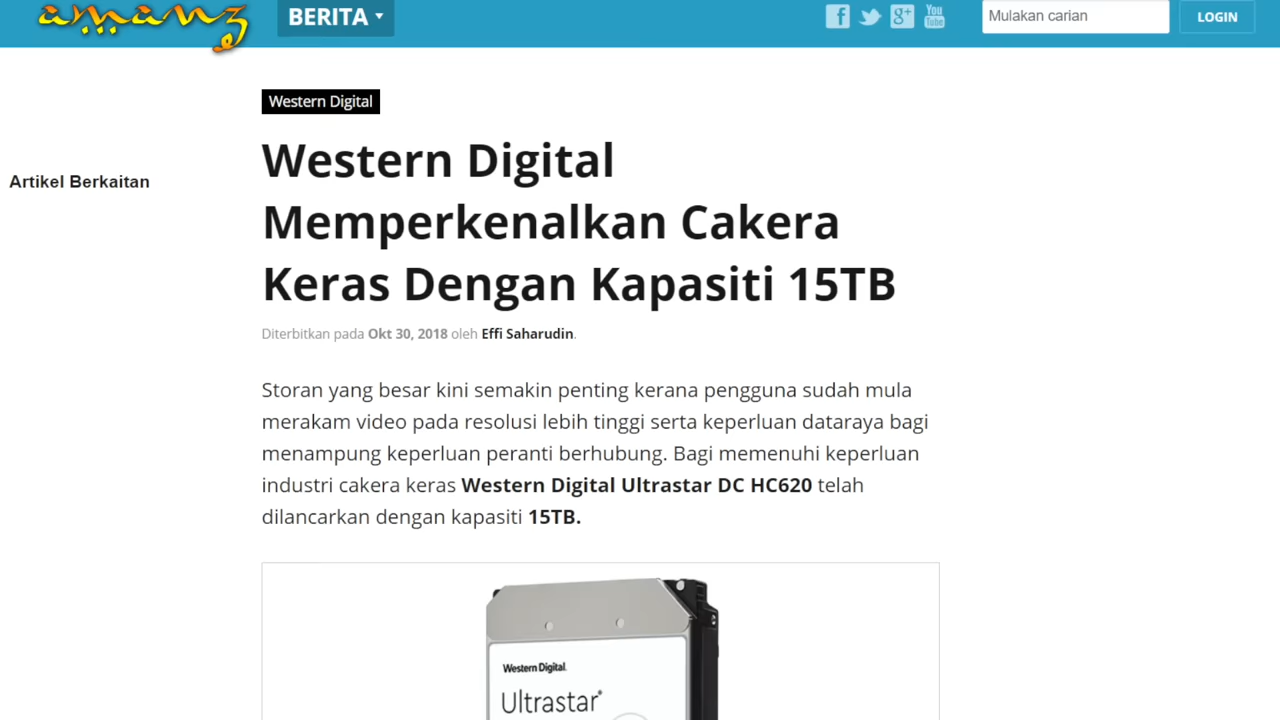 amanz
BERITA
f
g+
You
Tube
Mulakan carian
LOGIN
Western Digital
Artikel Berkaitan
Western Digital
Memperkenalkan Cakera
Keras Dengan Kapasiti 15TB
Diterbitkan pada Okt 30, 2018 oleh Effi Saharudin.
Storan yang besar kini semakin penting kerana pengguna sudah mula
merakam video pada resolusi lebih tinggi serta keperluan dataraya bagi
menampung keperluan peranti berhubung. Bagi memenuhi keperluan
industri cakera keras Western Digital Ultrastar DC HC620 telah
dilancarkan dengan kapasiti 15TB.
Western Digital.
Ultrastar®